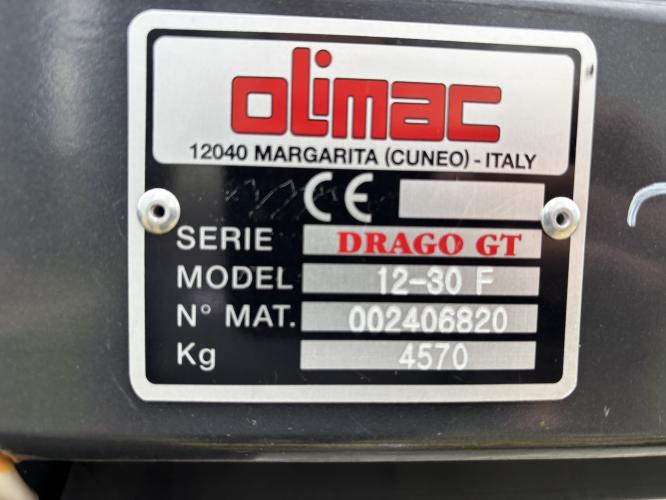 OLIMAC
12040 MARGARITA (CUNEO) - ITALY
CE
SERIE DRAGO GT
MODEL 12-30 F
N° MAT. 002406820
Kg 4570